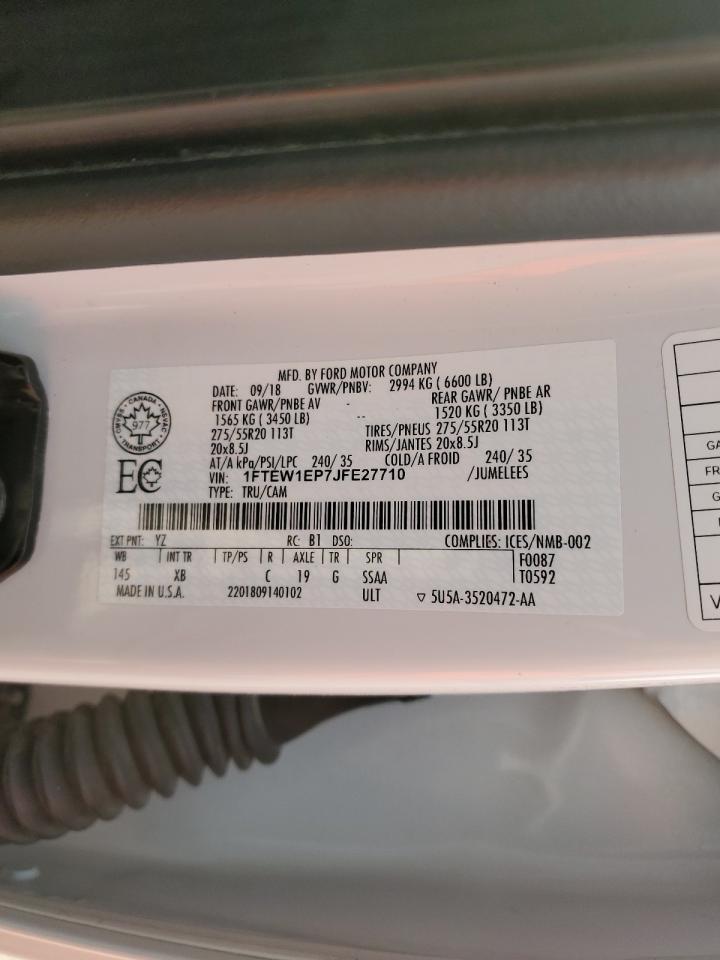 MFD. BY FORD MOTOR COMPANY
DATE: 09/18 GVWR/PNBV: 2994 KG ( 6600 LB)
FRONT GAWR/PNBE AV - REAR GAWR/ PNBE AR
1565 KG ( 3450 LB) -- 1520 KG ( 3350 LB)
275/55R20 113T TIRES/PNEUS 275/55R20 113T
20x8.5J RIMS/JANTES 20x8.5J
AT/A kPa/PSI/LPC 240/ 35 COLD/A FROID 240/ 35
VIN: 1FTEW1EP7JFE27710 /JUMELEES
TYPE: TRU/CAM
CANADA
977
TRANSPORT
EC
EXT PNT: YZ RC: B1 DSO: COMPLIES: ICES/NMB-002
WB INT TR TP/PS R AXLE TR SPR F0087
145 XB C 19 G SSAA T0592
MADE IN U.S.A. 2201809140102 ULT ▽ 5U5A-3520472-AA
GA
FR
G
V